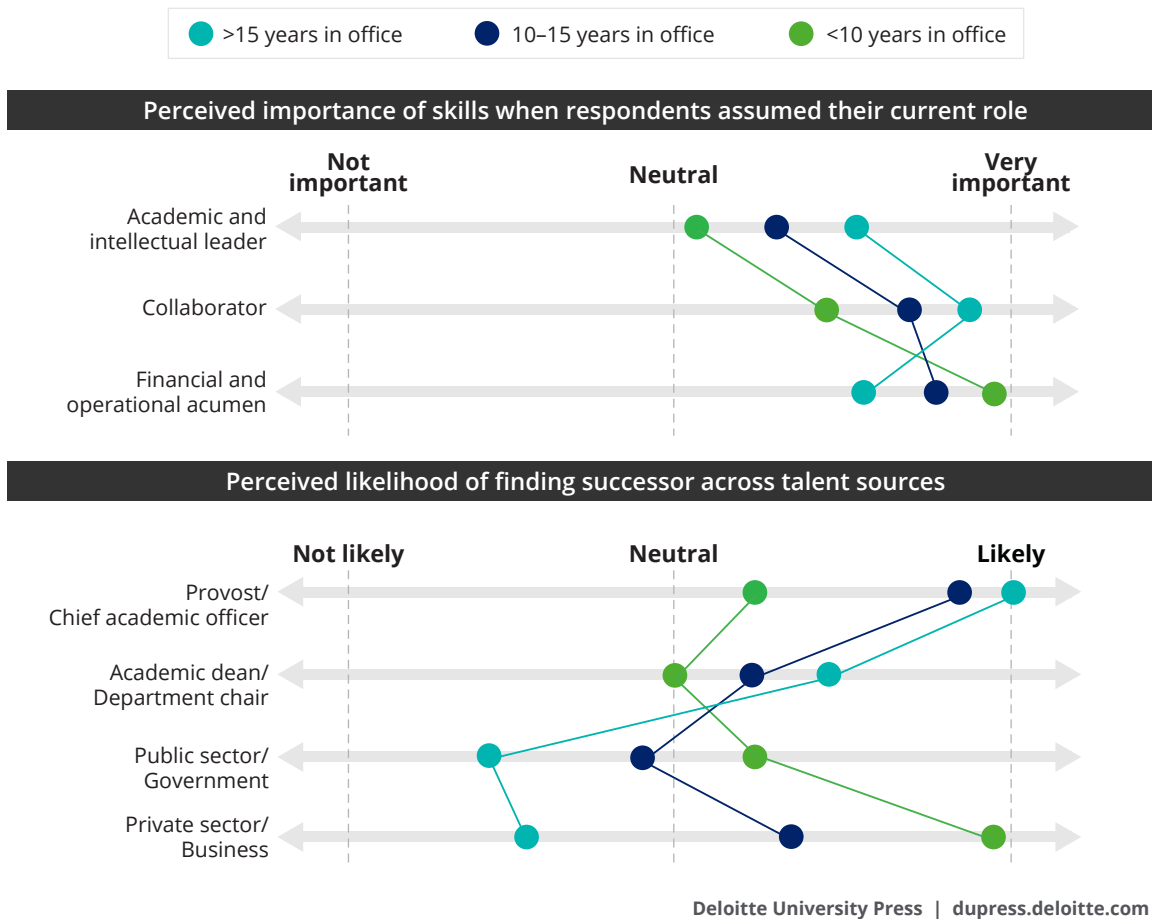 >15 years in office
10–15 years in office
<10 years in office
Perceived importance of skills when respondents assumed their current role
Not
important
Neutral
Very
important
Academic and
intellectual leader
Collaborator
Financial and
operational acumen
Perceived likelihood of finding successor across talent sources
Not likely
Neutral
Likely
Provost/
Chief academic officer
Academic dean/
Department chair
Public sector/
Government
Private sector/
Business
Deloitte University Press | dupress.deloitte.com